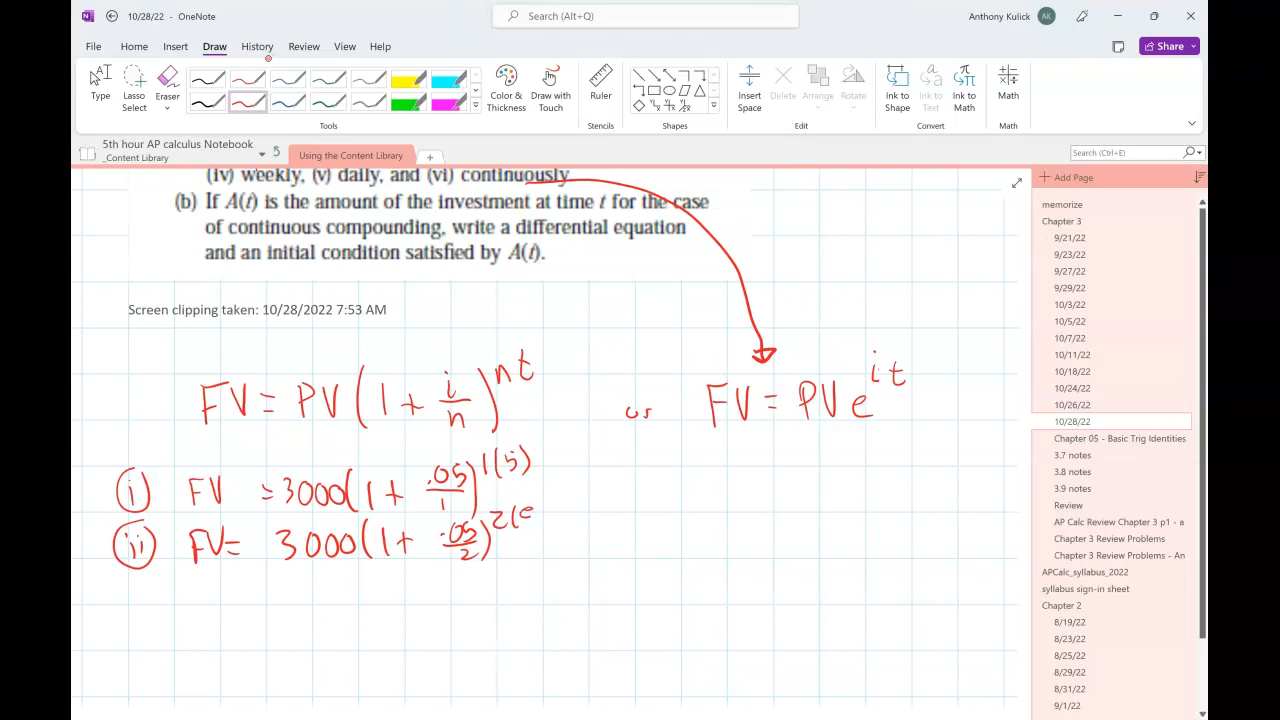 10/28/22 - OneNote
Search (Alt+Q)
Anthony Kulick AK
File Home Insert Draw History Review View Help
Share
Type
Lasso Select
Eraser
Color & Thickness
Draw with Touch
Ruler
Insert Space
Delete
Arrange
Rotate
Ink to Shape
Ink to Text
Ink to Math
Math
Tools
Stencils
Shapes
Edit
Convert
Math
5th hour AP calculus Notebook
_Content Library
Using the Content Library
Search (Ctrl+E)
(iv) weekly, (v) daily, and (vi) continuously
(b) If A(t) is the amount of the investment at time t for the case
of continuous compounding, write a differential equation
and an initial condition satisfied by A(t).
Screen clipping taken: 10/28/2022 7:53 AM
FV = PV(1 + i/n)^nt or FV = PVe^it
(i) FV = 3000(1 + .05/1)^1(5)
(ii) FV = 3000(1 + .05/2)^2(
Add Page
memorize
Chapter 3
9/21/22
9/23/22
9/27/22
9/29/22
10/3/22
10/5/22
10/7/22
10/11/22
10/18/22
10/24/22
10/26/22
10/28/22
Chapter 05 - Basic Trig Identities
3.7 notes
3.8 notes
3.9 notes
Review
AP Calc Review Chapter 3 p1 - a
Chapter 3 Review Problems
Chapter 3 Review Problems - An
APCalc_syllabus_2022
syllabus sign-in sheet
Chapter 2
8/19/22
8/23/22
8/25/22
8/29/22
8/31/22
9/1/22